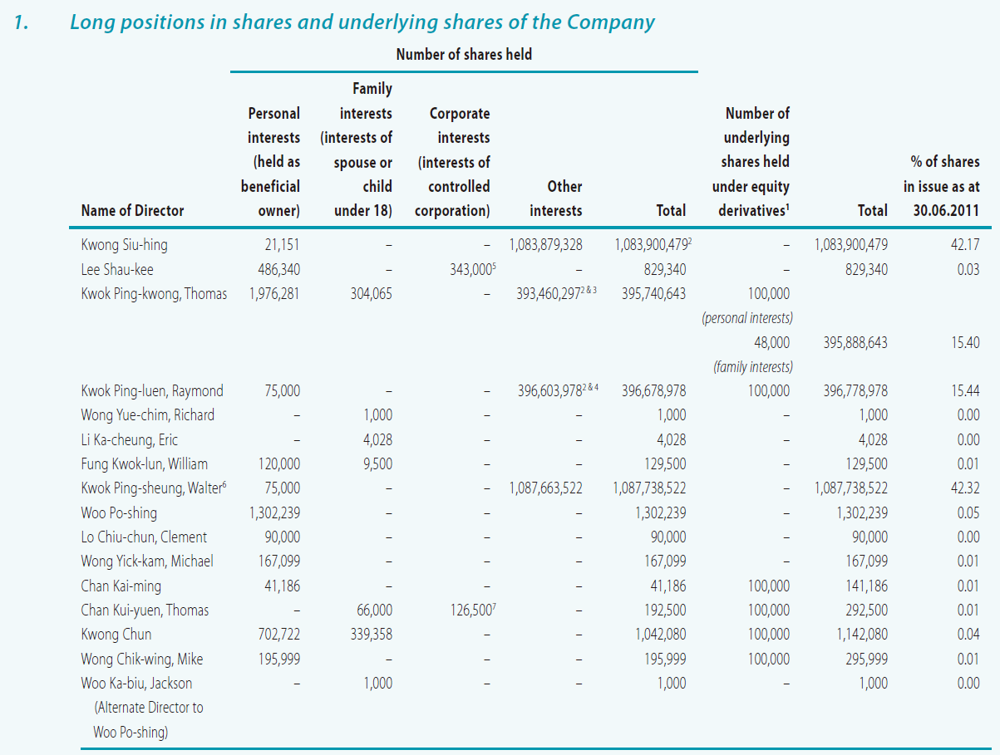 1. Long positions in shares and underlying shares of the Company
Number of shares held
Family
Personal interests Corporate Number of
interests (interests of interests underlying
(held as spouse or (interests of shares held % of shares
beneficial child controlled Other under equity in issue as at
Name of Director owner) under 18) corporation) interests Total derivatives¹ Total 30.06.2011
Kwong Siu-hing 21,151 – – 1,083,879,328 1,083,900,479² – 1,083,900,479 42.17
Lee Shau-kee 486,340 – 343,000⁵ – 829,340 – 829,340 0.03
Kwok Ping-kwong, Thomas 1,976,281 304,065 – 393,460,297² & ³ 395,740,643 100,000
(personal interests)
48,000 395,888,643 15.40
(family interests)
Kwok Ping-luen, Raymond 75,000 – – 396,603,978² & ⁴ 396,678,978 100,000 396,778,978 15.44
Wong Yue-chim, Richard – 1,000 – – 1,000 – 1,000 0.00
Li Ka-cheung, Eric – 4,028 – – 4,028 – 4,028 0.00
Fung Kwok-lun, William 120,000 9,500 – – 129,500 – 129,500 0.01
Kwok Ping-sheung, Walter⁶ 75,000 – – 1,087,663,522 1,087,738,522 – 1,087,738,522 42.32
Woo Po-shing 1,302,239 – – – 1,302,239 – 1,302,239 0.05
Lo Chiu-chun, Clement 90,000 – – – 90,000 – 90,000 0.00
Wong Yick-kam, Michael 167,099 – – – 167,099 – 167,099 0.01
Chan Kai-ming 41,186 – – – 41,186 100,000 141,186 0.01
Chan Kui-yuen, Thomas – 66,000 126,500⁷ – 192,500 100,000 292,500 0.01
Kwong Chun 702,722 339,358 – – 1,042,080 100,000 1,142,080 0.04
Wong Chik-wing, Mike 195,999 – – – 195,999 100,000 295,999 0.01
Woo Ka-biu, Jackson – 1,000 – – 1,000 – 1,000 0.00
(Alternate Director to
Woo Po-shing)